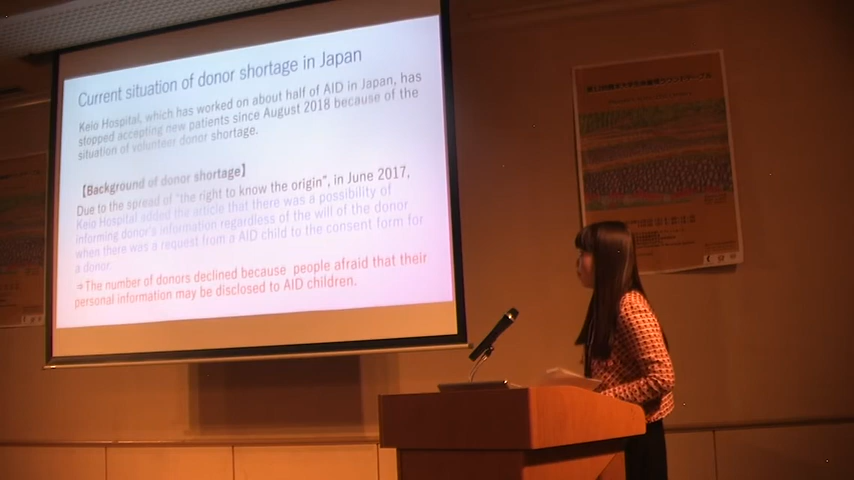 Current situation of donor shortage in Japan
Keio Hospital, which has worked on about half of AID in Japan, has
stopped accepting new patients since August 2018 because of the
situation of volunteer donor shortage.
【Background of donor shortage】
Due to the spread of "the right to know the origin", in June 2017,
Keio Hospital added the article that there was a possibility of
informing donor's information regardless of the will of the donor
when there was a request from a AID child to the consent form for
a donor.
⇒The number of donors declined because people afraid that their
personal information may be disclosed to AID children.